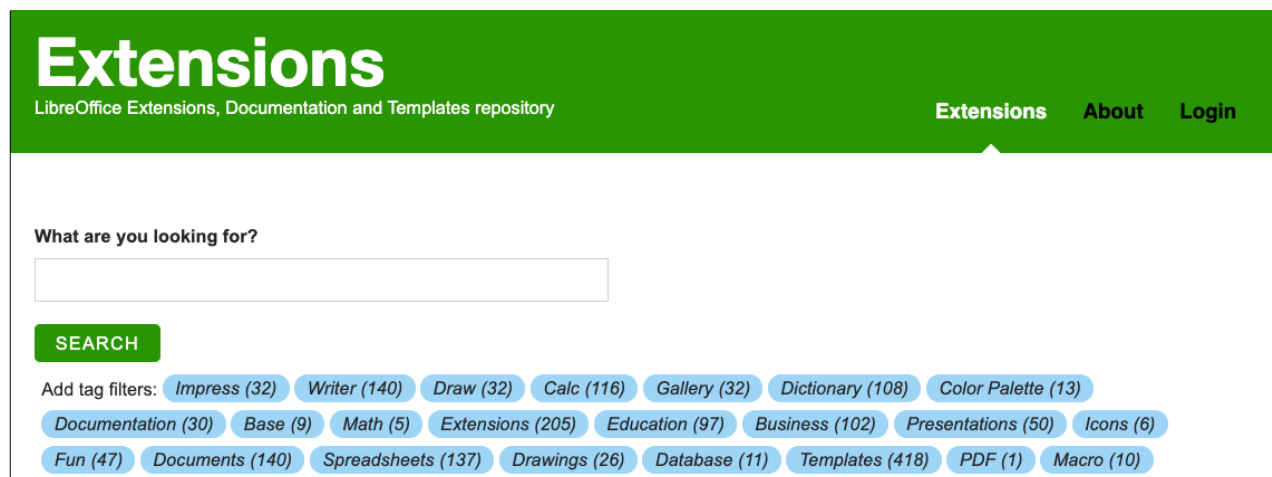 Extensions
LibreOffice Extensions, Documentation and Templates repository
Extensions About Login
What are you looking for?
SEARCH
Add tag filters: Impress (32) Writer (140) Draw (32) Calc (116) Gallery (32) Dictionary (108) Color Palette (13)
Documentation (30) Base (9) Math (5) Extensions (205) Education (97) Business (102) Presentations (50) Icons (6)
Fun (47) Documents (140) Spreadsheets (137) Drawings (26) Database (11) Templates (418) PDF (1) Macro (10)